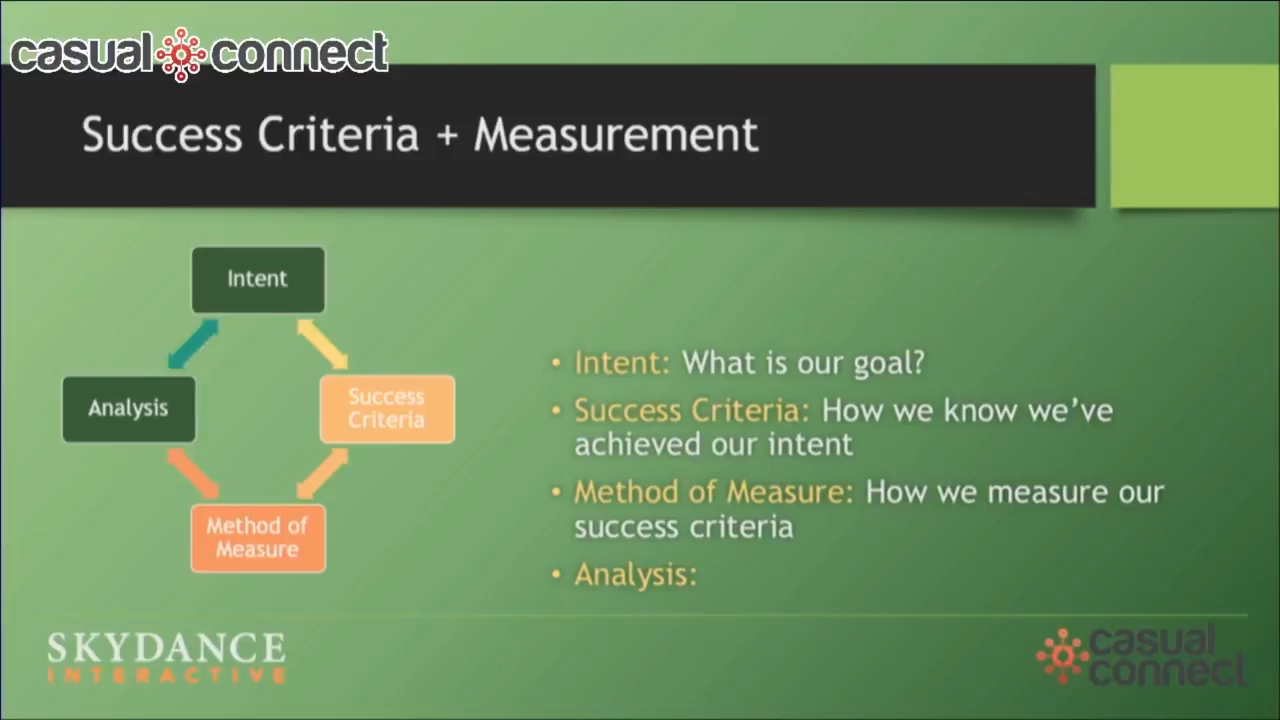 casual connect
Success Criteria + Measurement
Intent
Analysis
Success
Criteria
Method of
Measure
• Intent: What is our goal?
• Success Criteria: How we know we’ve
achieved our intent
• Method of Measure: How we measure our
success criteria
• Analysis:
SKYDANCE
INTERACTIVE
casual
connect